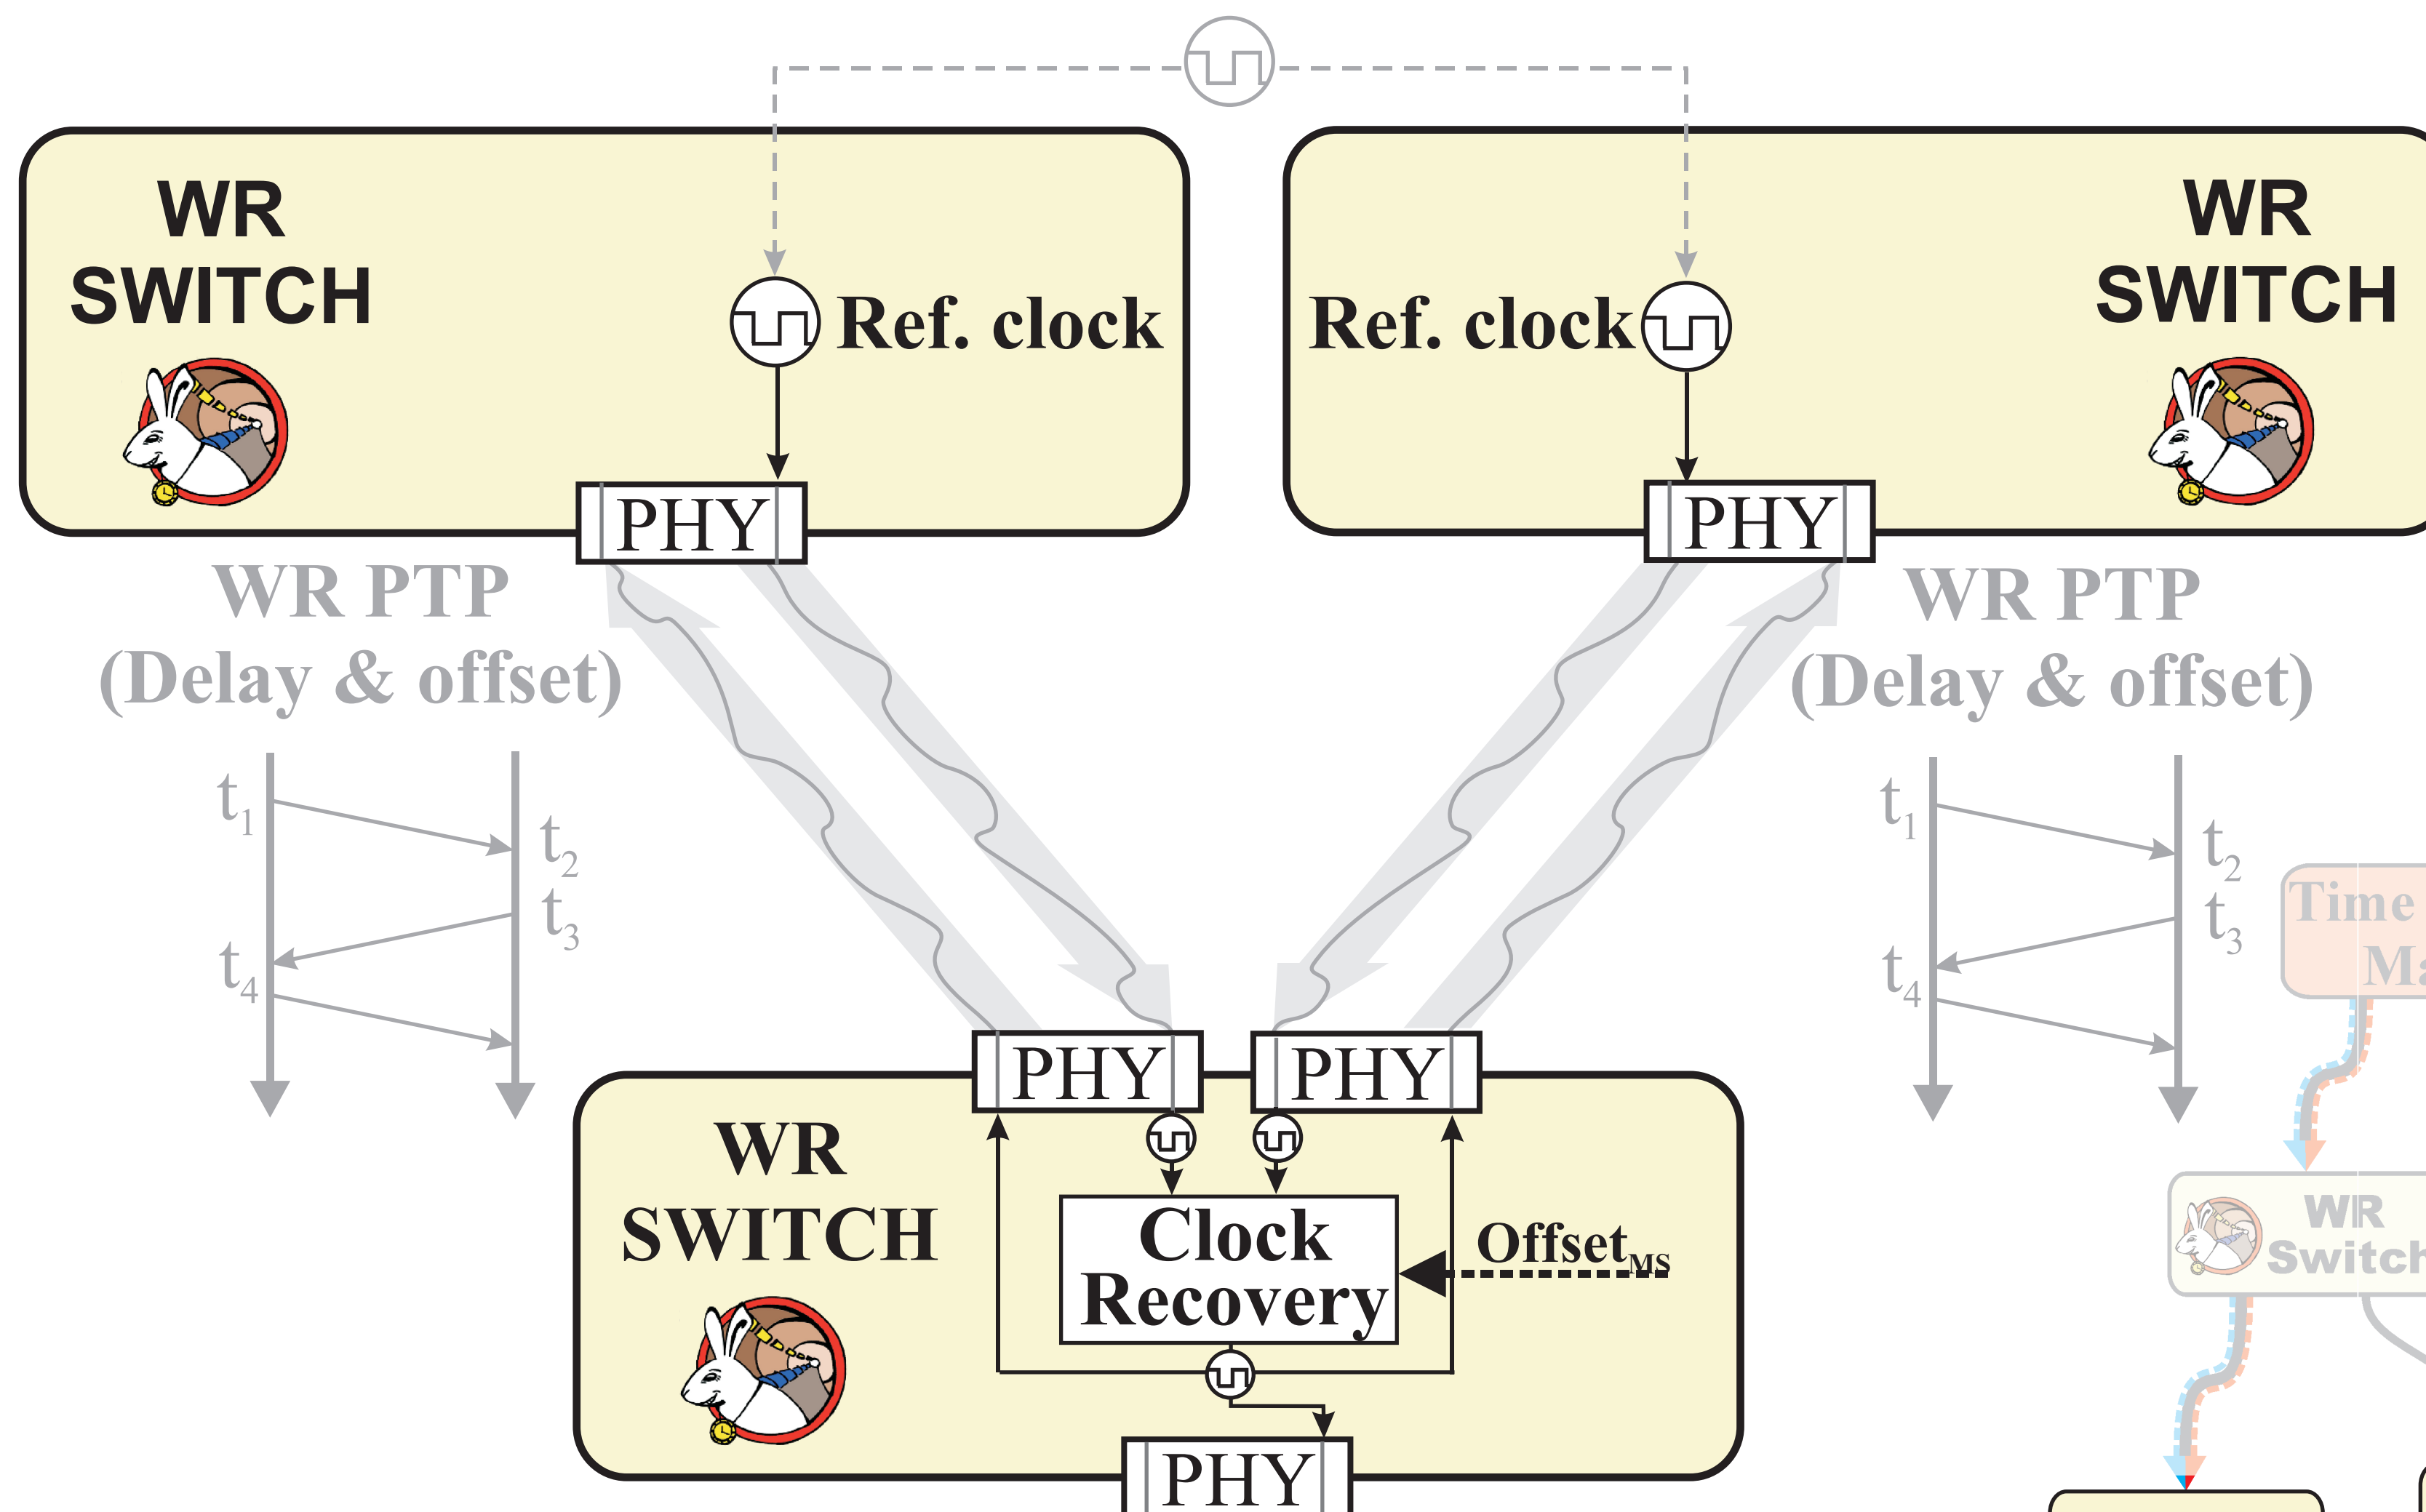 WR
SWITCH
Ref. clock
PHY
WR
SWITCH
Ref. clock
PHY
WR PTP
(Delay & offset)
t1
t2
t3
t4
WR PTP
(Delay & offset)
t1
t2
t3
t4
Time
WR
Switch
PHY
PHY
WR
SWITCH
Clock
Recovery
OffsetMS
PHY